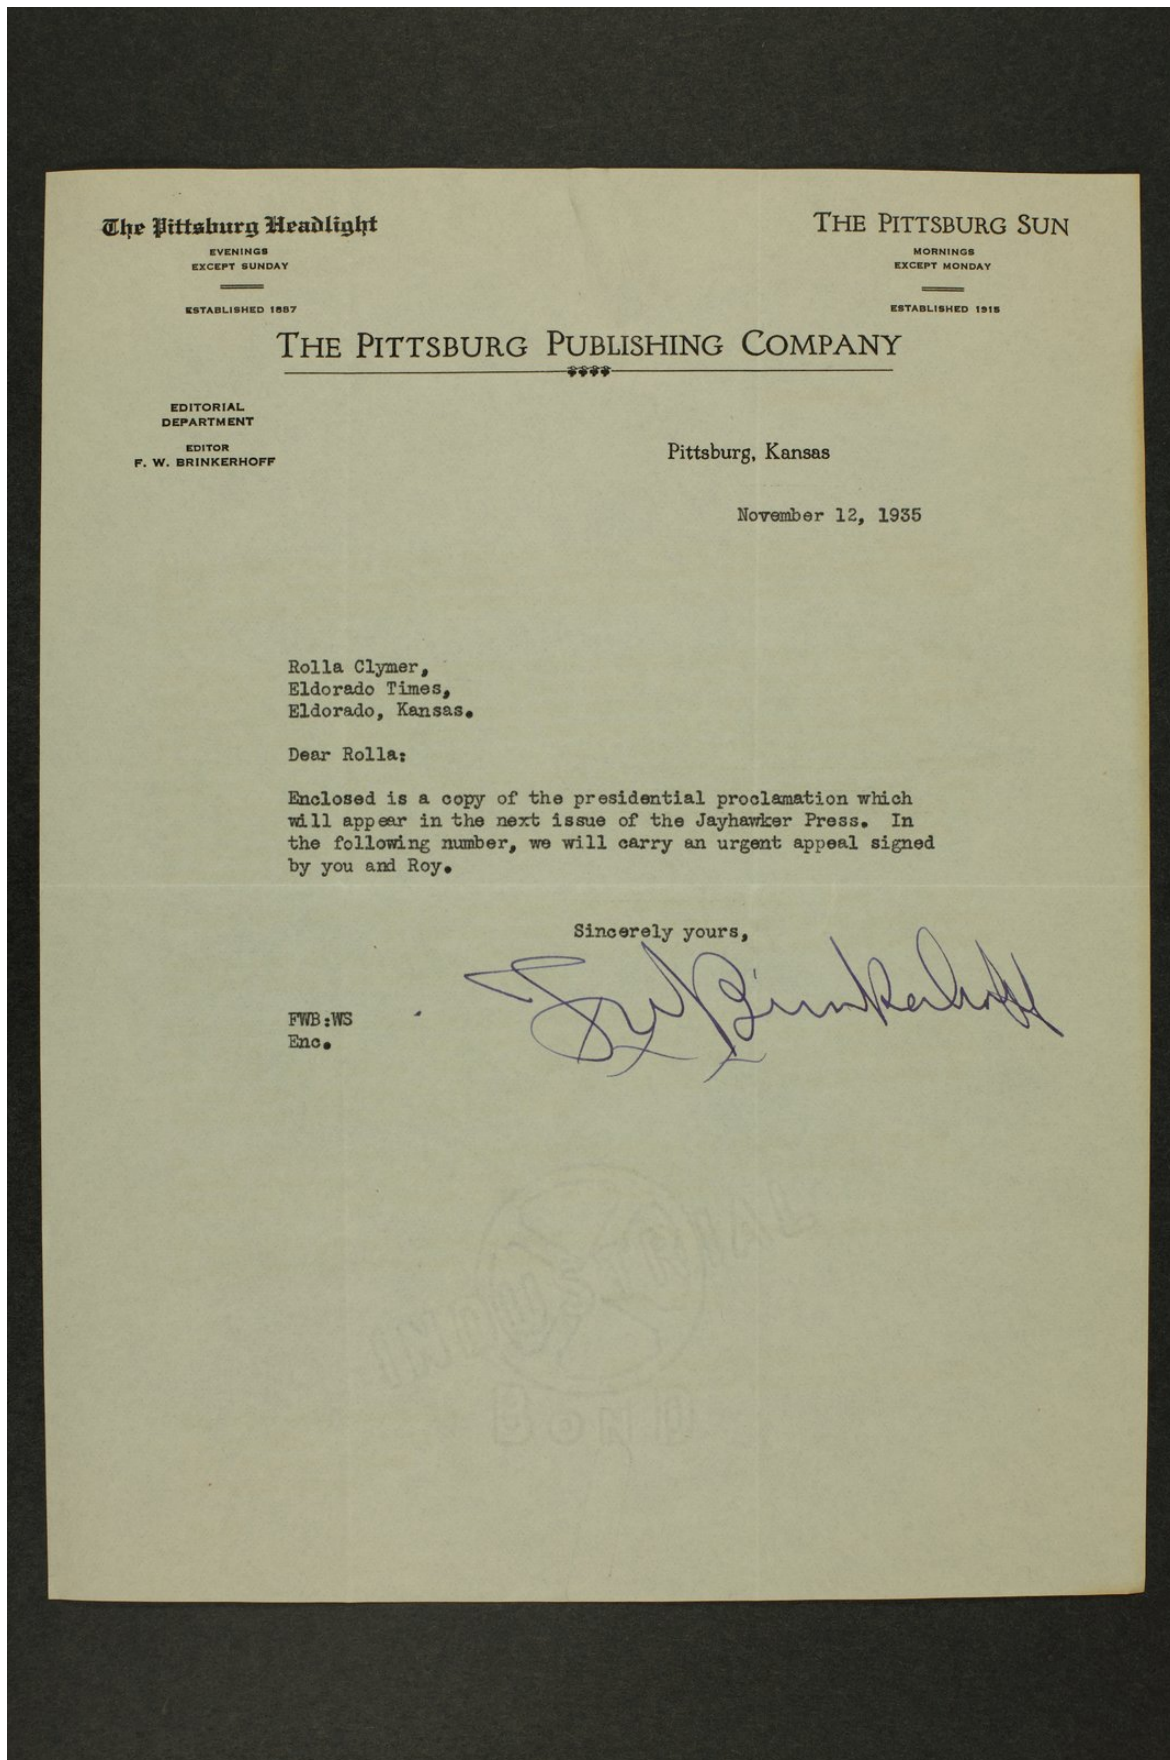 The Pittsburg Headlight
EVENINGS
EXCEPT SUNDAY
ESTABLISHED 1887
THE PITTSBURG SUN
MORNINGS
EXCEPT MONDAY
ESTABLISHED 1915
THE PITTSBURG PUBLISHING COMPANY
EDITORIAL
DEPARTMENT
EDITOR
F. W. BRINKERHOFF
Pittsburg, Kansas
November 12, 1935
Rolla Clymer,
Eldorado Times,
Eldorado, Kansas.
Dear Rolla:
Enclosed is a copy of the presidential proclamation which
will appear in the next issue of the Jayhawker Press. In
the following number, we will carry an urgent appeal signed
by you and Roy.
Sincerely yours,
FW Brinkerhoff
FWB:WS
Enc.
BOND